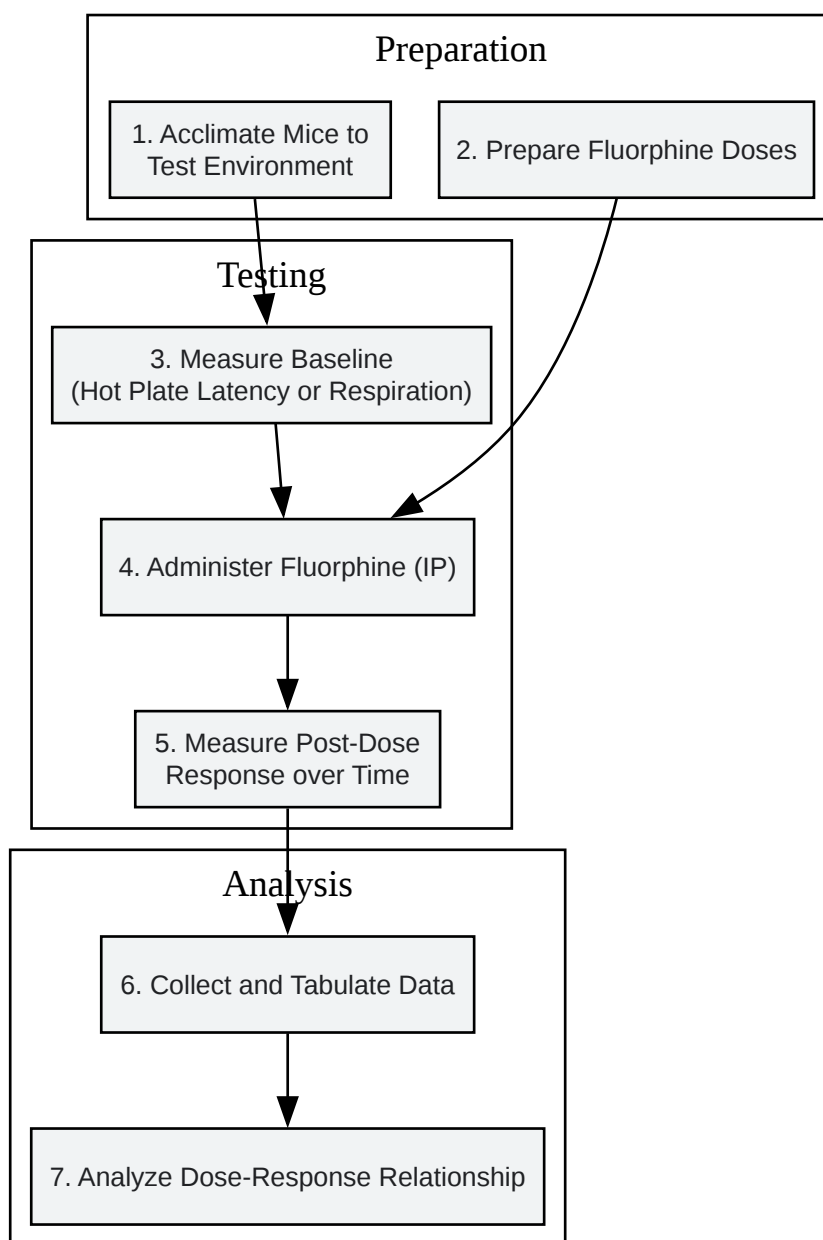 Preparation
1. Acclimate Mice to
Test Environment
2. Prepare Fluorphine Doses
Testing
3. Measure Baseline
(Hot Plate Latency or Respiration)
4. Administer Fluorphine (IP)
5. Measure Post-Dose
Response over Time
Analysis
6. Collect and Tabulate Data
7. Analyze Dose-Response Relationship